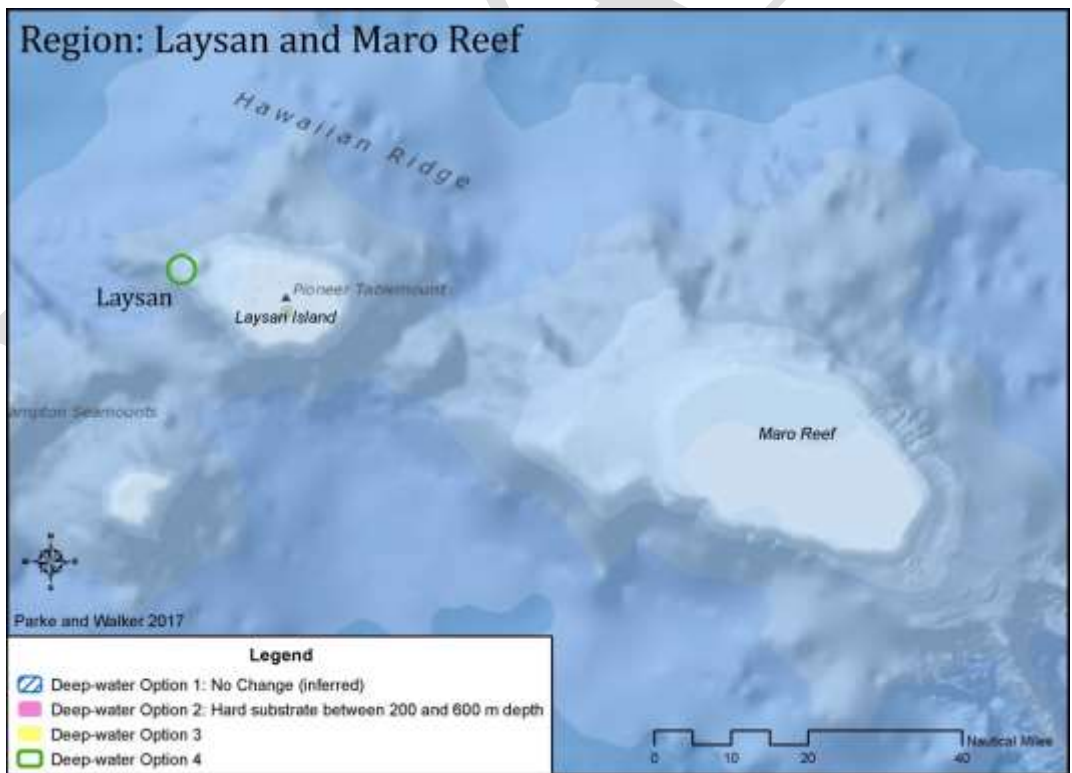 Region: Laysan and Maro Reef
Hawaiian Ridge
Laysan
Pioneer Tablemount
Laysan Island
ampton Seamounts
Maro Reef
Parke and Walker 2017
Legend
Deep-water Option 1: No Change (inferred)
Deep-water Option 2: Hard substrate between 200 and 600 m depth
Deep-water Option 3
Deep-water Option 4
Nautical Miles
0 10 20 40